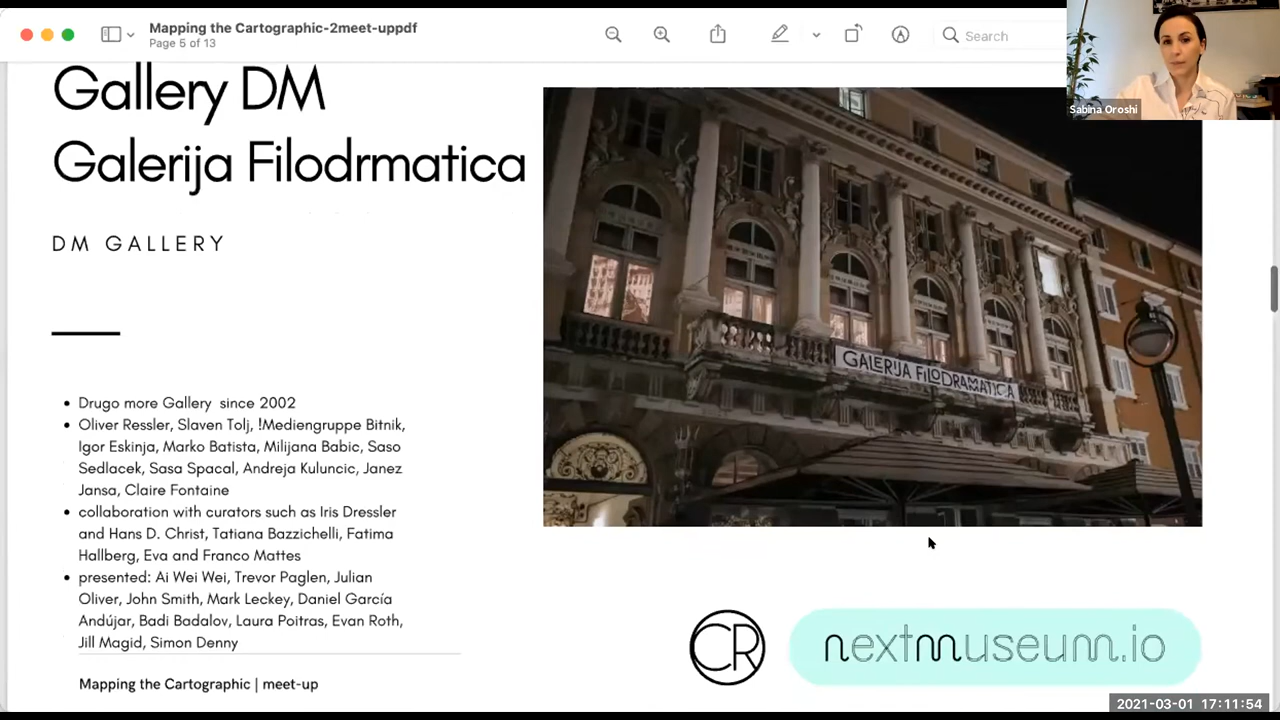 Mapping the Cartographic-2meet-uppdf
Page 5 of 13
Search
Sabina Oroshi
Gallery DM
Galerija Filodrmatica
DM GALLERY
GALERIJA FILODRAMATICA
• Drugo more Gallery since 2002
• Oliver Ressler, Slaven Tolj, !Mediengruppe Bitnik,
Igor Eskinja, Marko Batista, Milijana Babic, Saso
Sedlacek, Sasa Spacal, Andreja Kuluncic, Janez
Jansa, Claire Fontaine
• collaboration with curators such as Iris Dressler
and Hans D. Christ, Tatiana Bazzichelli, Fatima
Hallberg, Eva and Franco Mattes
• presented: Ai Wei Wei, Trevor Paglen, Julian
Oliver, John Smith, Mark Leckey, Daniel García
Andújar, Badi Badalov, Laura Poitras, Evan Roth,
Jill Magid, Simon Denny
Mapping the Cartographic | meet-up
CR
nextmuseum.io
2021-03-01 17:11:54